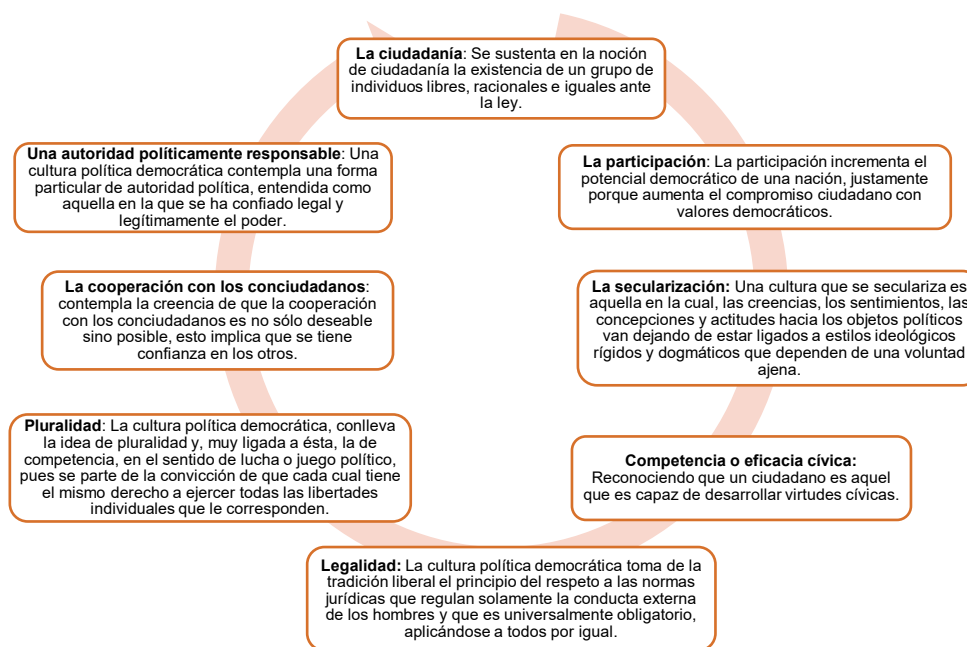 La ciudadanía: Se sustenta en la noción
de ciudadanía la existencia de un grupo de
individuos libres, racionales e iguales ante
la ley.
La participación: La participación incrementa el
potencial democrático de una nación, justamente
porque aumenta el compromiso ciudadano con
valores democráticos.
La secularización: Una cultura que se seculariza es
aquella en la cual, las creencias, los sentimientos, las
concepciones y actitudes hacia los objetos políticos
van dejando de estar ligados a estilos ideológicos
rígidos y dogmáticos que dependen de una voluntad
ajena.
Competencia o eficacia cívica:
Reconociendo que un ciudadano es aquel
que es capaz de desarrollar virtudes cívicas.
Legalidad: La cultura política democrática toma de la
tradición liberal el principio del respeto a las normas
jurídicas que regulan solamente la conducta externa
de los hombres y que es universalmente obligatorio,
aplicándose a todos por igual.
Pluralidad: La cultura política democrática, conlleva
la idea de pluralidad y, muy ligada a ésta, la de
competencia, en el sentido de lucha o juego político,
pues se parte de la convicción de que cada cual tiene
el mismo derecho a ejercer todas las libertades
individuales que le corresponden.
La cooperación con los conciudadanos:
contempla la creencia de que la cooperación
con los conciudadanos es no sólo deseable
sino posible, esto implica que se tiene
confianza en los otros.
Una autoridad políticamente responsable: Una
cultura política democrática contempla una forma
particular de autoridad política, entendida como
aquella en la que se ha confiado legal y
legítimamente el poder.